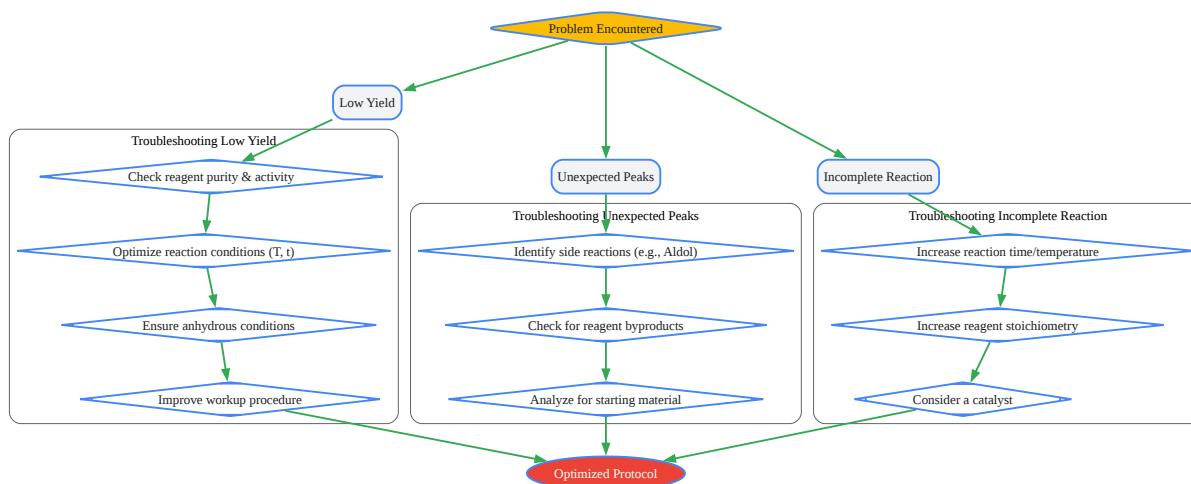 Problem Encountered
Low Yield
Troubleshooting Low Yield
Check reagent purity & activity
Optimize reaction conditions (T, t)
Ensure anhydrous conditions
Improve workup procedure
Unexpected Peaks
Troubleshooting Unexpected Peaks
Identify side reactions (e.g., Aldol)
Check for reagent byproducts
Analyze for starting material
Incomplete Reaction
Troubleshooting Incomplete Reaction
Increase reaction time/temperature
Increase reagent stoichiometry
Consider a catalyst
Optimized Protocol